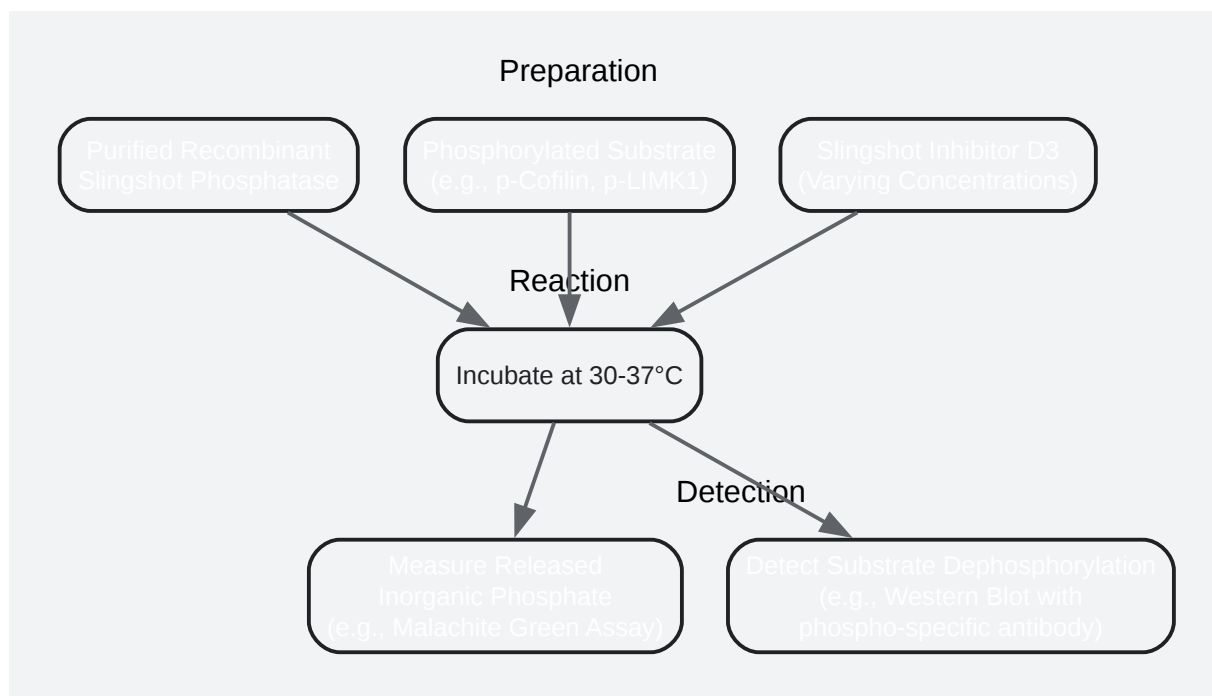 Preparation
Purified Recombinant
Slingshot Phosphatase
Phosphorylated Substrate
(e.g., p-Cofilin, p-LIMK1)
Slingshot Inhibitor D3
(Varying Concentrations)
Reaction
Incubate at 30-37°C
Detection
Measure Released
Inorganic Phosphate
(e.g., Malachite Green Assay)
Detect Substrate Dephosphorylation
(e.g., Western Blot with
phospho-specific antibody)